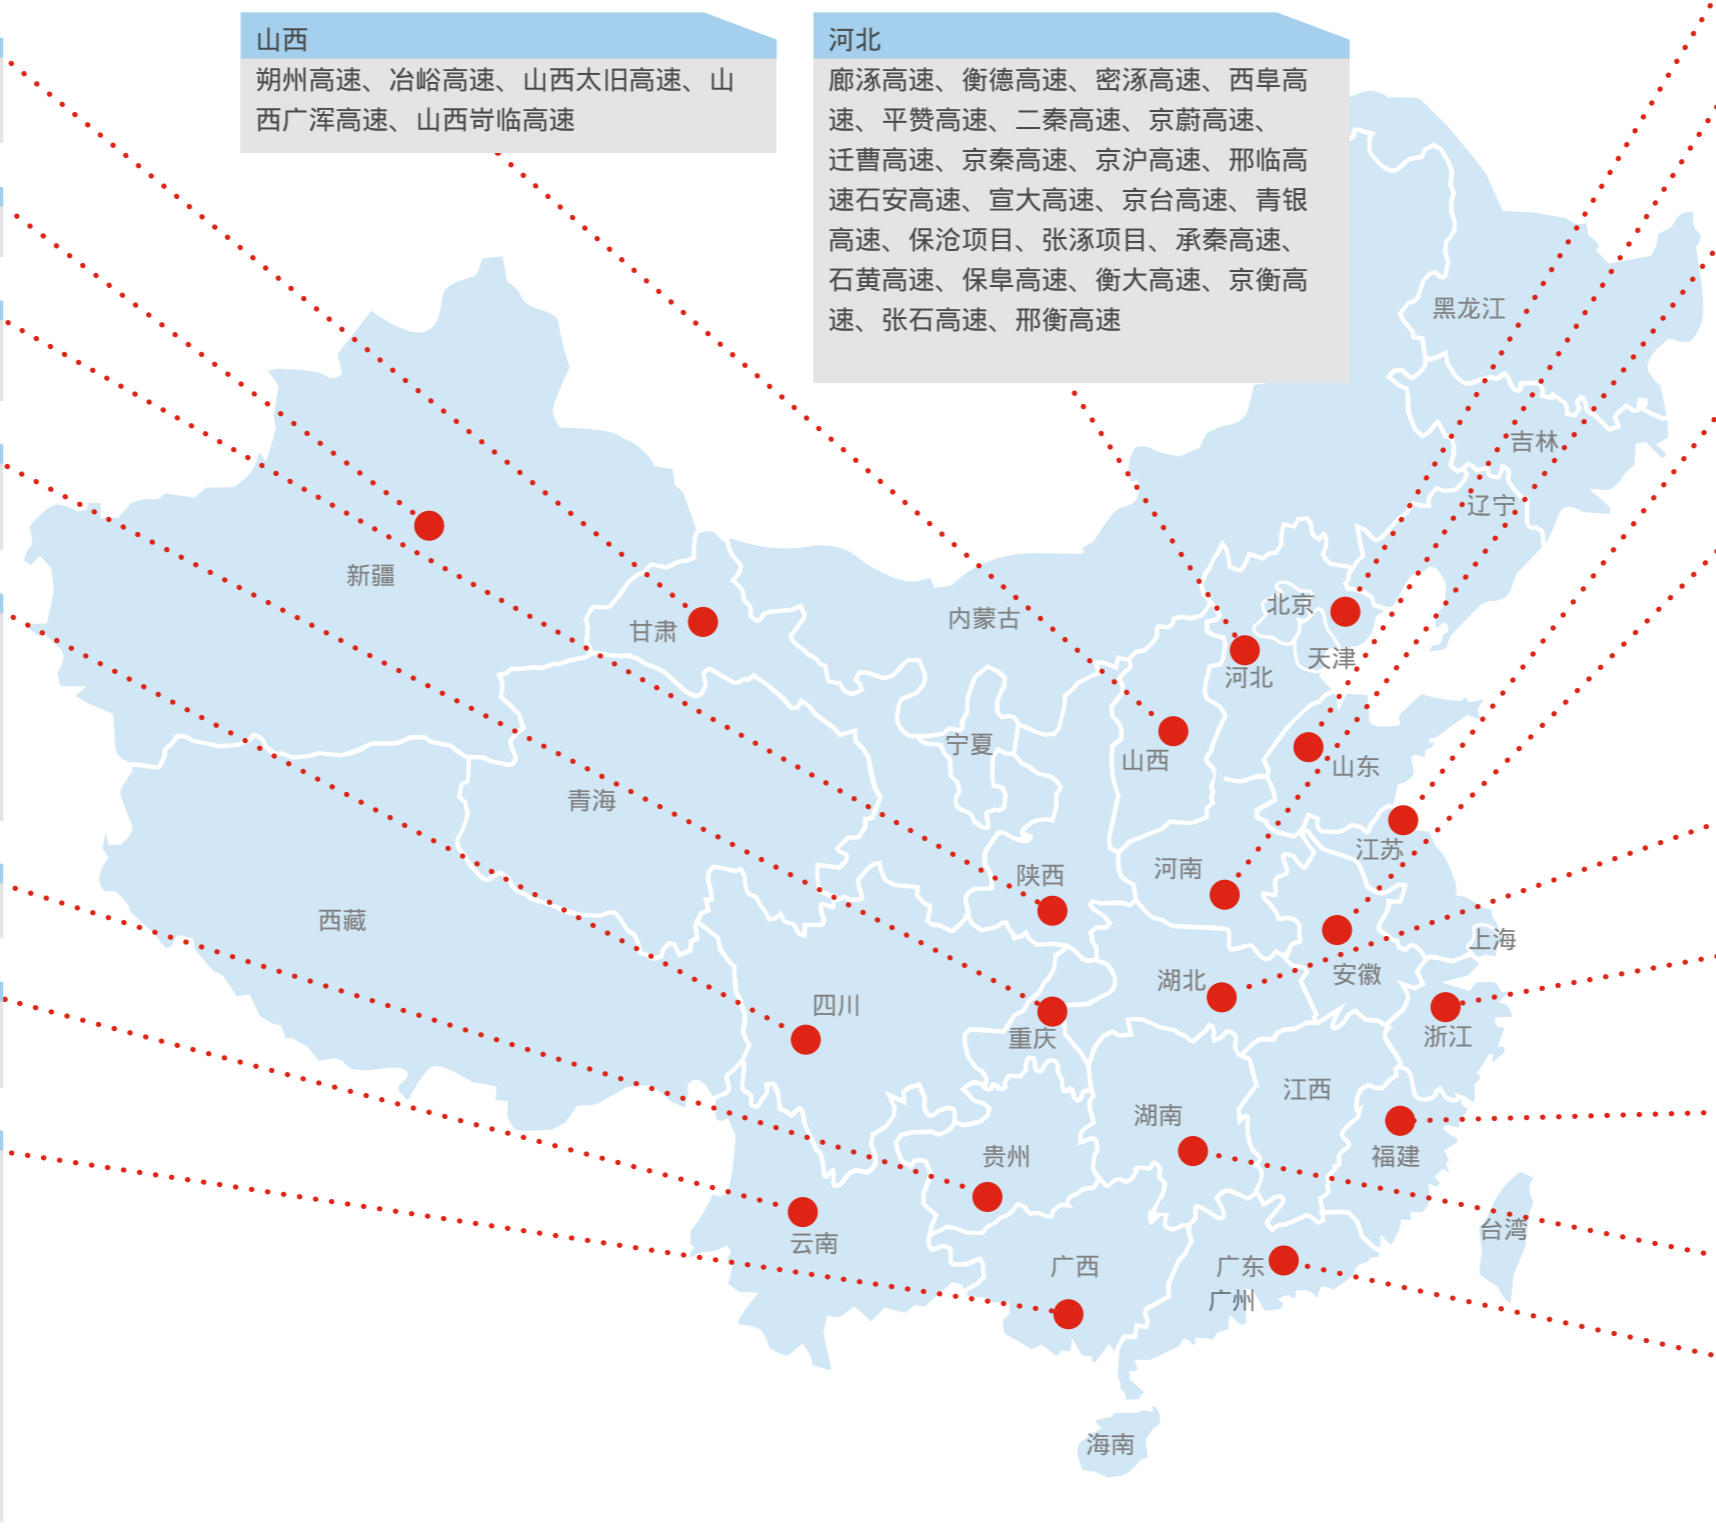 山西
朔州高速、冶峪高速、山西太旧高速、山
西广浑高速、山西岢临高速
河北
廊涿高速、衡德高速、密涿高速、西阜高
速、平赞高速、二秦高速、京蔚高速、
迁曹高速、京秦高速、京沪高速、邢临高
速石安高速、宣大高速、京台高速、青银
高速、保沧项目、张涿项目、承秦高速、
石黄高速、保阜高速、衡大高速、京衡高
速、张石高速、邢衡高速
黑龙江
吉林
辽宁
新疆
甘肃
内蒙古
北京
天津
河北
宁夏
山西
山东
青海
江苏
陕西
河南
西藏
上海
安徽
湖北
四川
重庆
浙江
江西
湖南
贵州
福建
云南
台湾
广西
广东
广州
海南